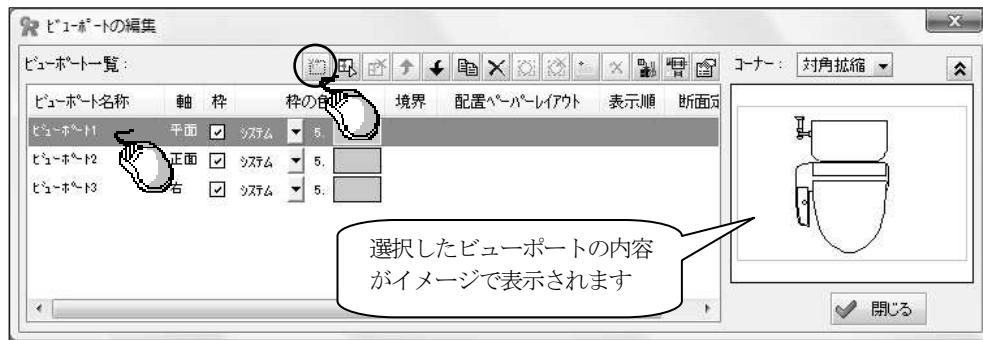 ﾋﾞｭｰﾎﾟｰﾄの編集
ﾋﾞｭｰﾎﾟｰﾄ一覧:
コーナー: 対角拡縮
ﾋﾞｭｰﾎﾟｰﾄ名称 軸 枠 境界 配置ﾍﾟｰﾊﾟｰﾚｲｱｳﾄ 表示順
ﾋﾞｭｰﾎﾟｰﾄ1 平面 ｼｽﾃﾑ 5.
ﾋﾞｭｰﾎﾟｰﾄ2 正面 ｼｽﾃﾑ 5.
ﾋﾞｭｰﾎﾟｰﾄ3 右 ｼｽﾃﾑ 5.
選択したビューポートの内容
がイメージで表示されます
閉じる